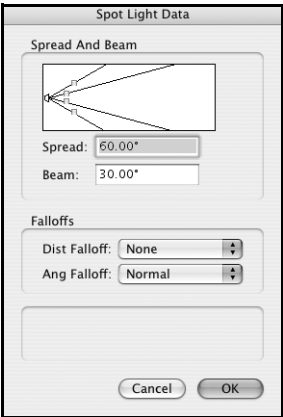 Spot Light Data
Spread And Beam
Spread: 60.00°
Beam: 30.00°
Falloffs
Dist Falloff: None
Ang Falloff: Normal
Cancel OK